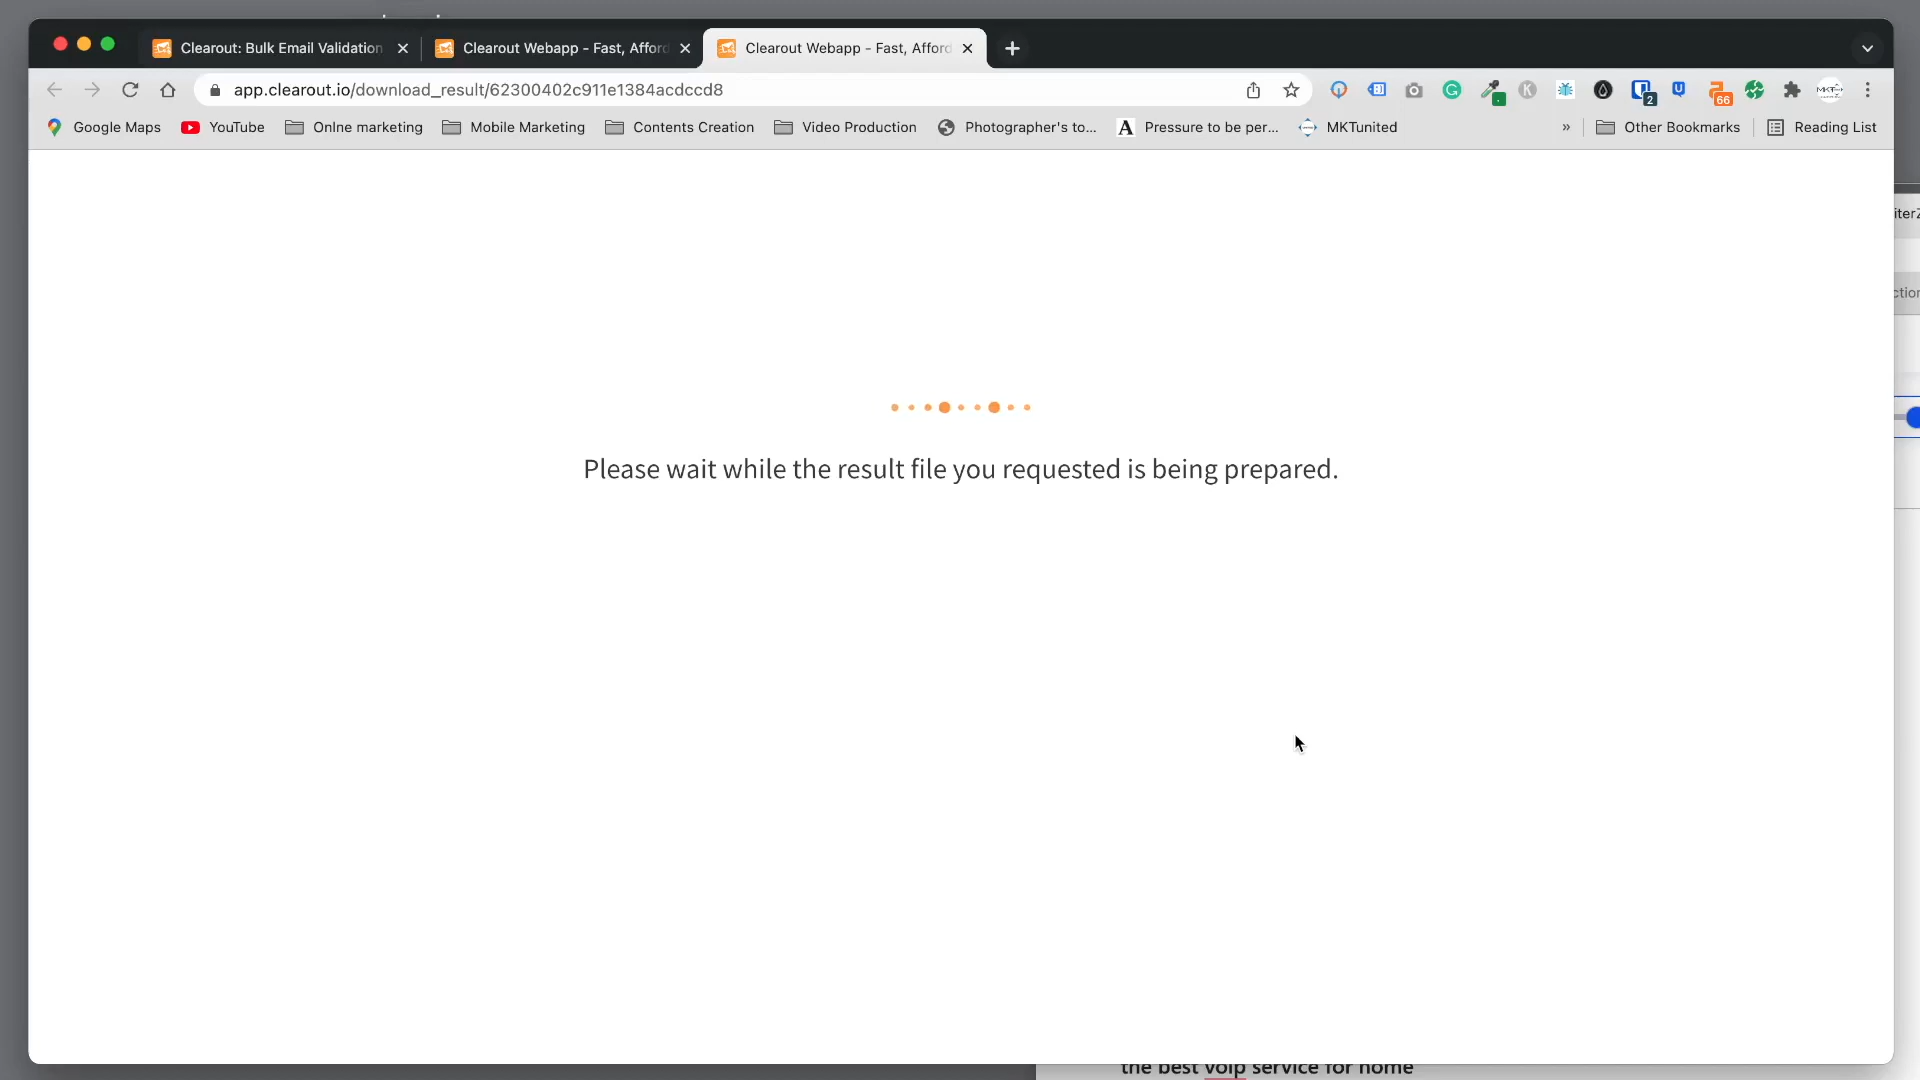 Clearout: Bulk Email Validation
Clearout Webapp - Fast, Afford
Clearout Webapp - Fast, Afford
app.clearout.io/download_result/62300402c911e1384acdccd8
2
66
Google Maps
YouTube
Onlne marketing
Mobile Marketing
Contents Creation
Video Production
Photographer's to...
A
Pressure to be per...
MKTunited
»
Other Bookmarks
Reading List
Please wait while the result file you requested is being prepared.
the best voip service for home